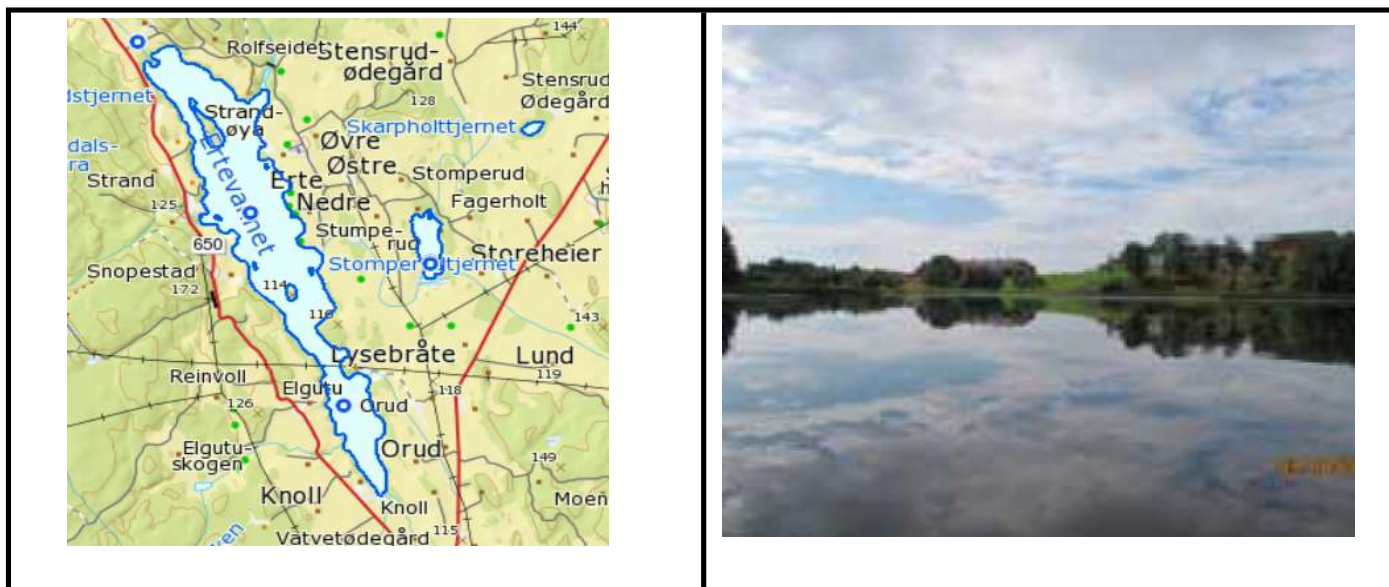 144
Rolfseidet
Stensrud-
ødegård
Stensrud
Ødegård
dstjernet
128
Strand-
øya
Skarpholttjernet
dals-
ra
Øvre
Østre
Strand
Ertevannet
Erte
Nedre
Stomperud
Fagerholt
125
650
Stumpe-
rud
Storeheier
Snopestad
172
114
116
143
Lysebråte
Lund
119
Reinvoll
Elgutu
118
126
Orud
Elgutu-
skogen
Orud
149
Knoll
Knoll
Moen
Vatvetødegård
115
ven